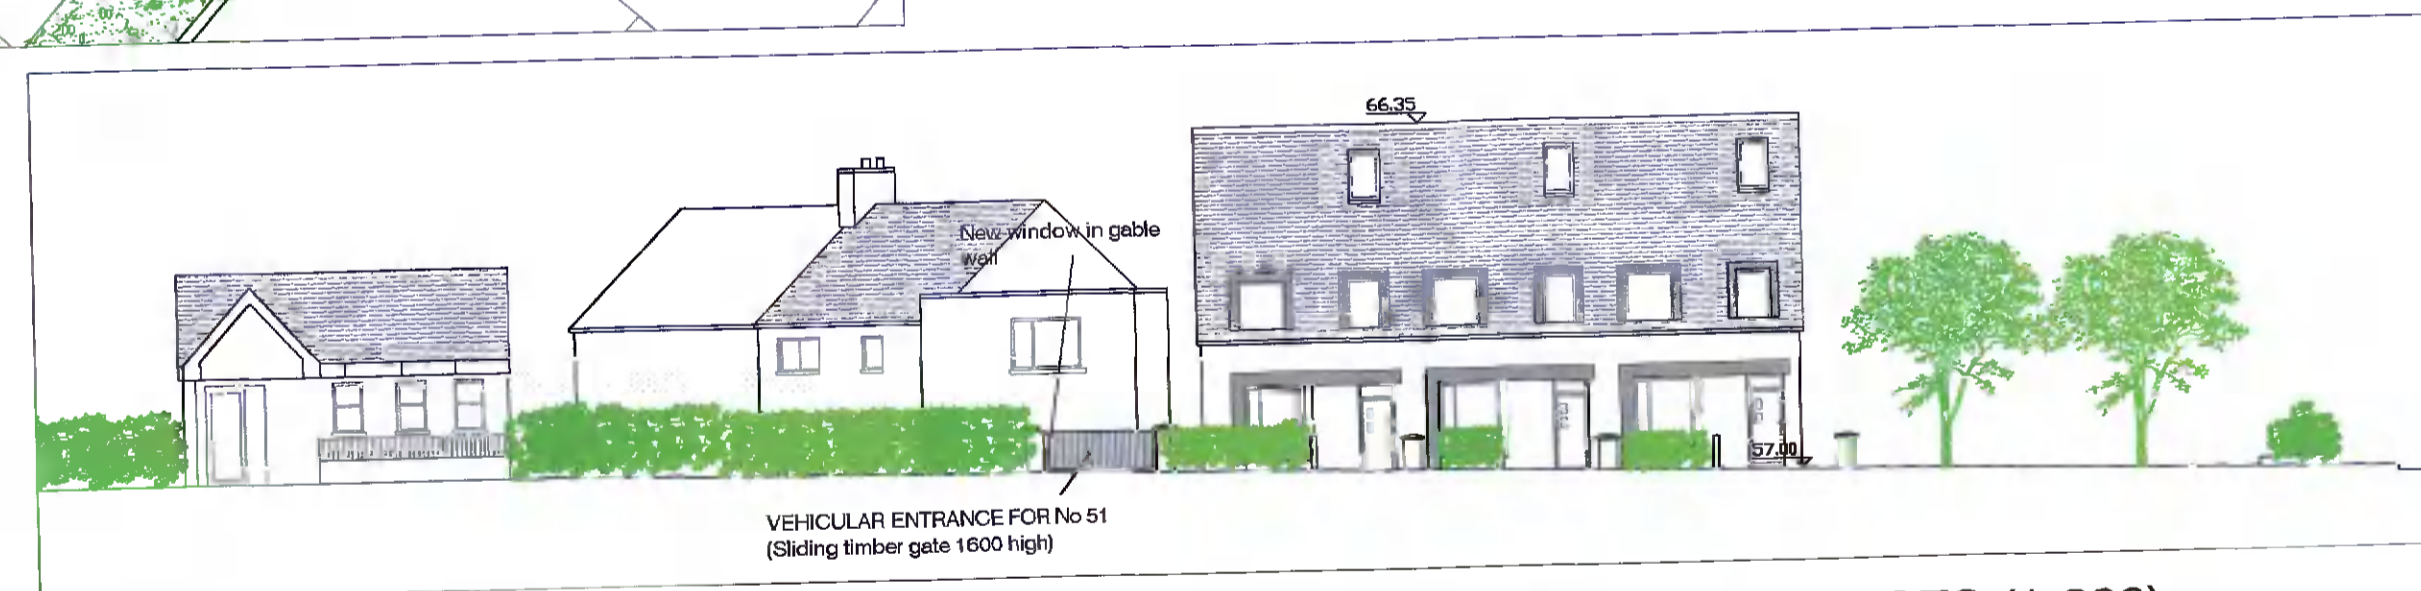 66.35
New window in gable
wall
57.00
VEHICULAR ENTRANCE FOR No 51
(Sliding timber gate 1600 high)